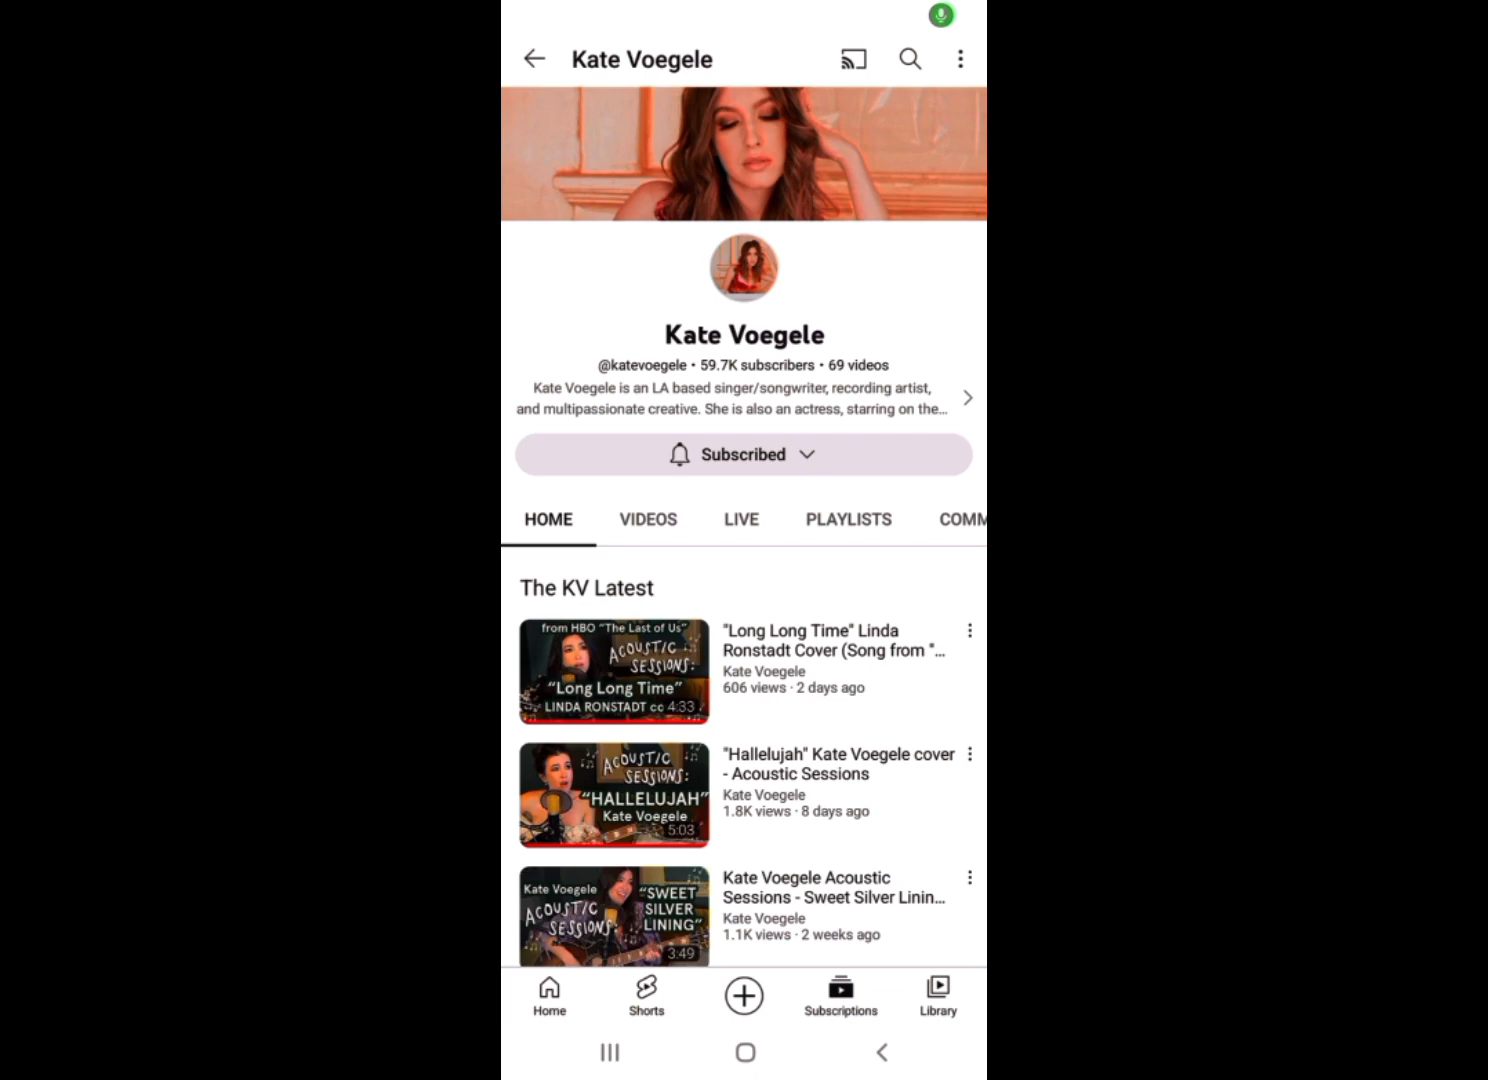 Kate Voegele
Kate Voegele
@katevoegele • 59.7K subscribers • 69 videos
Kate Voegele is an LA based singer/songwriter, recording artist,
and multipassionate creative. She is also an actress, starring on the...
Subscribed
HOME VIDEOS LIVE PLAYLISTS COMM
The KV Latest
from HBO "The Last of Us"
ACOUSTIC
SESSIONS:
"Long Long Time"
LINDA RONSTADT cc 4:33
"Long Long Time" Linda
Ronstadt Cover (Song from "...
Kate Voegele
606 views · 2 days ago
ACOUSTIC
SESSIONS:
"HALLELUJAH"
Kate Voegele
5:03
"Hallelujah" Kate Voegele cover
- Acoustic Sessions
Kate Voegele
1.8K views · 8 days ago
Kate Voegele
ACOUSTIC
SESSIONS:
"SWEET
SILVER
LINING"
3:49
Kate Voegele Acoustic
Sessions - Sweet Silver Linin...
Kate Voegele
1.1K views · 2 weeks ago
Home Shorts Subscriptions Library